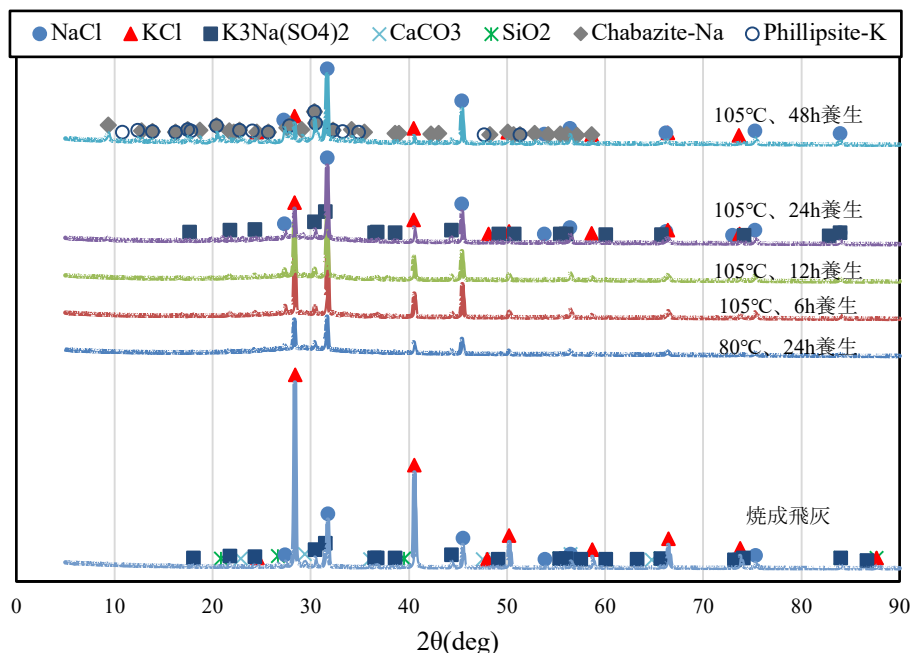 NaCl KCl K3Na(SO4)2 CaCO3 SiO2 Chabazite-Na Phillipsite-K
105℃、48h養生
105℃、24h養生
105℃、12h養生
105℃、6h養生
80℃、24h養生
焼成飛灰
0 10 20 30 40 50 60 70 80 90
2θ(deg)